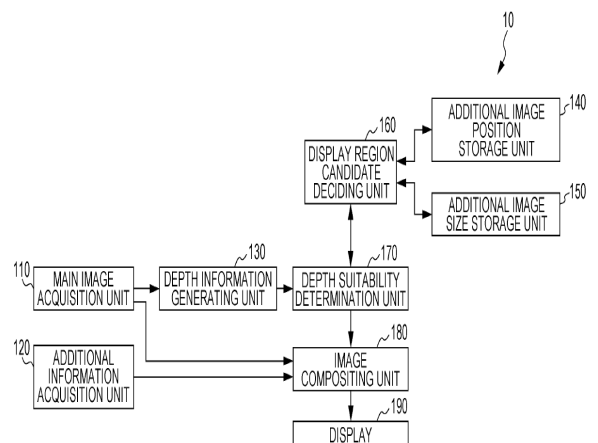 10
140
ADDITIONAL IMAGE
POSITION
STORAGE UNIT
160
DISPLAY REGION
CANDIDATE
DECIDING UNIT
150
ADDITIONAL IMAGE
SIZE STORAGE UNIT
110
MAIN IMAGE
ACQUISITION UNIT
130
DEPTH INFORMATION
GENERATING UNIT
170
DEPTH SUITABILITY
DETERMINATION UNIT
120
ADDITIONAL
INFORMATION
ACQUISITION UNIT
180
IMAGE
COMPOSITING UNIT
190
DISPLAY